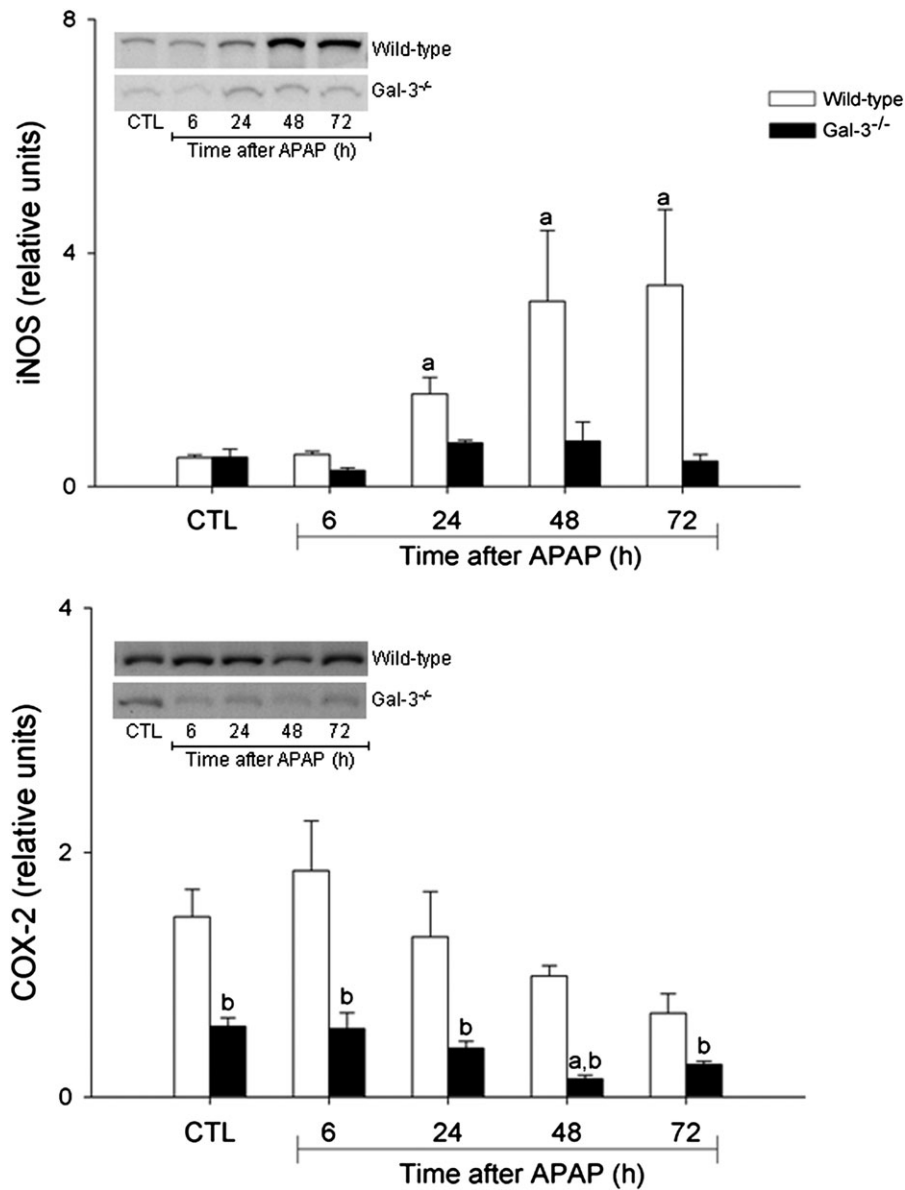 8
Wild-type
Gal-3-/-
CTL 6 24 48 72
Time after APAP (h)
Wild-type
Gal-3-/-
iNOS (relative units)
4
a a
a
0
CTL 6 24 48 72
Time after APAP (h)
4
Wild-type
Gal-3-/-
CTL 6 24 48 72
Time after APAP (h)
COX-2 (relative units)
2
b b b a,b b
0
CTL 6 24 48 72
Time after APAP (h)